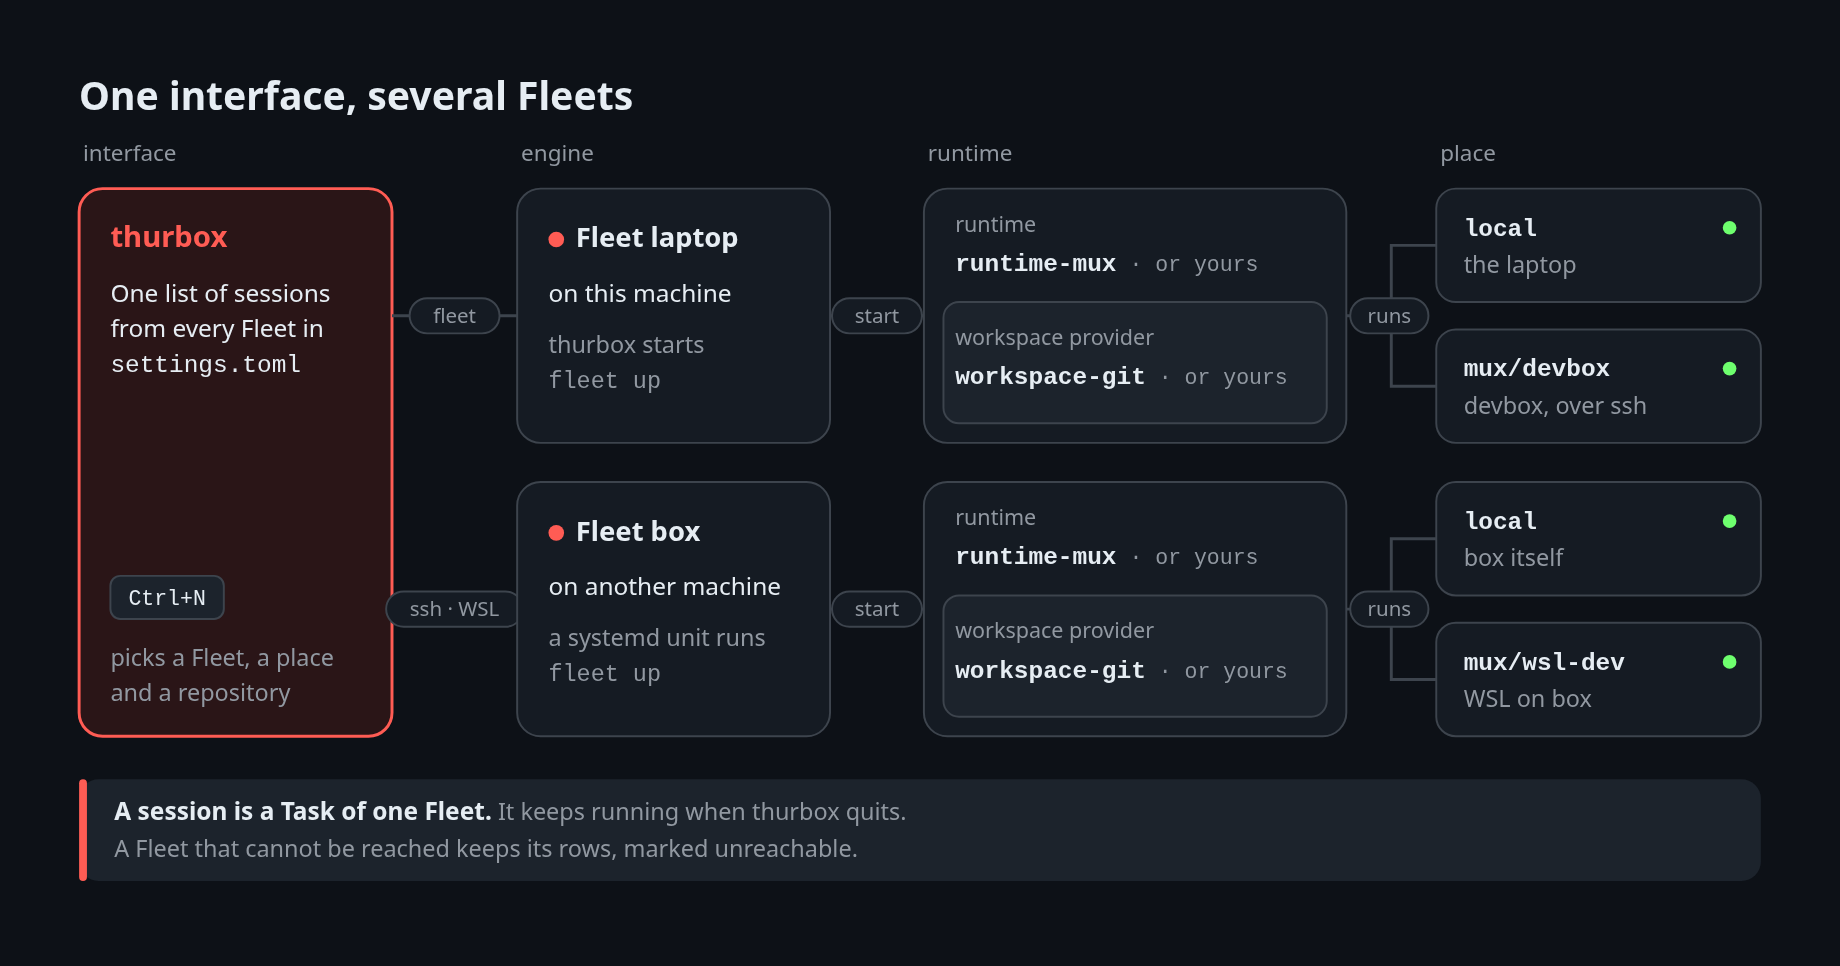 One interface, several Fleets
interface
engine
runtime
place
thurbox
One list of sessions
from every Fleet in
settings.toml
Ctrl+N
picks a Fleet, a place
and a repository
fleet
ssh · WSL
Fleet laptop
on this machine
thurbox starts
fleet up
start
runtime
runtime-mux · or yours
workspace provider
workspace-git · or yours
runs
local
the laptop
mux/devbox
devbox, over ssh
Fleet box
on another machine
a systemd unit runs
fleet up
start
runtime
runtime-mux · or yours
workspace provider
workspace-git · or yours
runs
local
box itself
mux/wsl-dev
WSL on box
A session is a Task of one Fleet. It keeps running when thurbox quits.
A Fleet that cannot be reached keeps its rows, marked unreachable.